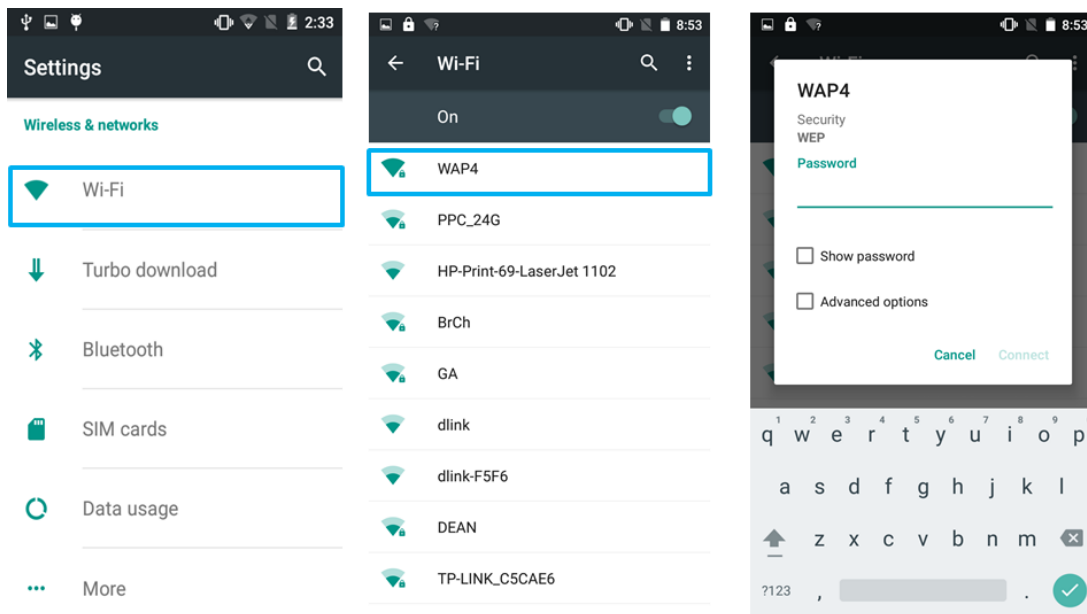 2:33
Settings
Wireless & networks
Wi-Fi
Turbo download
Bluetooth
SIM cards
Data usage
More
? 8:53
Wi-Fi
On
WAP4
PPC_24G
HP-Print-69-LaserJet 1102
BrCh
GA
dlink
dlink-F5F6
DEAN
TP-LINK_C5CAE6
? 8:53
WAP4
Security
WEP
Password
Show password
Advanced options
Cancel Connect
1 2 3 4 5 6 7 8 9
q w e r t y u i o p
a s d f g h j k l
z x c v b n m
?123 , .